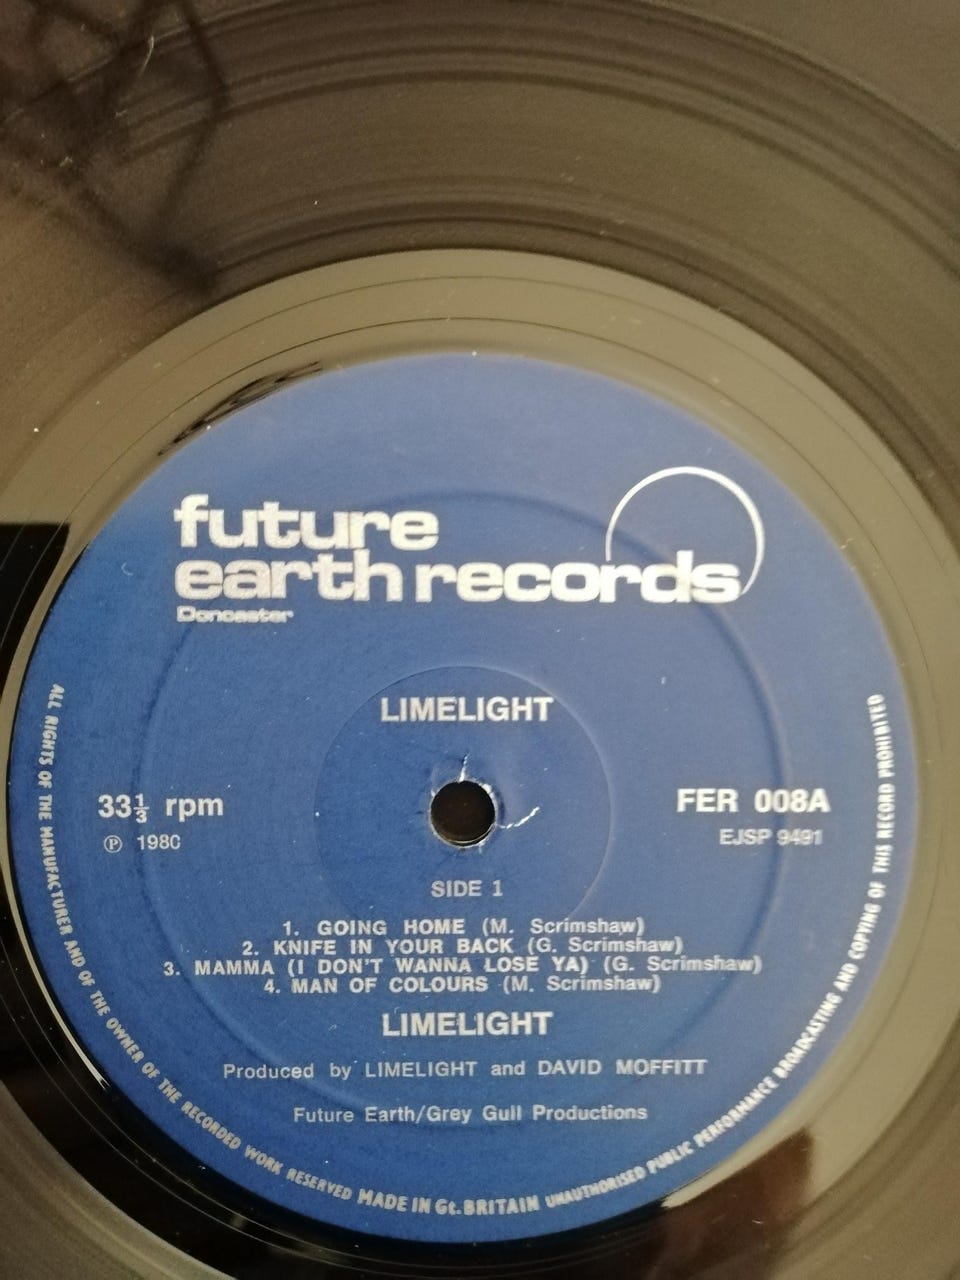 future
earth records
Doncaster
LIMELIGHT
33⅓ rpm
FER 008A
℗ 1980
EJSP 9491
SIDE 1
1. GOING HOME (M. Scrimshaw)
2. KNIFE IN YOUR BACK (G. Scrimshaw)
3. MAMMA (I DON'T WANNA LOSE YA) (G. Scrimshaw)
4. MAN OF COLOURS (M. Scrimshaw)
LIMELIGHT
Produced by LIMELIGHT and DAVID MOFFITT
Future Earth/Grey Gull Productions
ALL RIGHTS OF THE MANUFACTURER AND OF THE OWNER OF THE RECORDED WORK RESERVED MADE IN Gt. BRITAIN UNAUTHORISED PUBLIC PERFORMANCE BROADCASTING AND COPYING OF THIS RECORD PROHIBITED